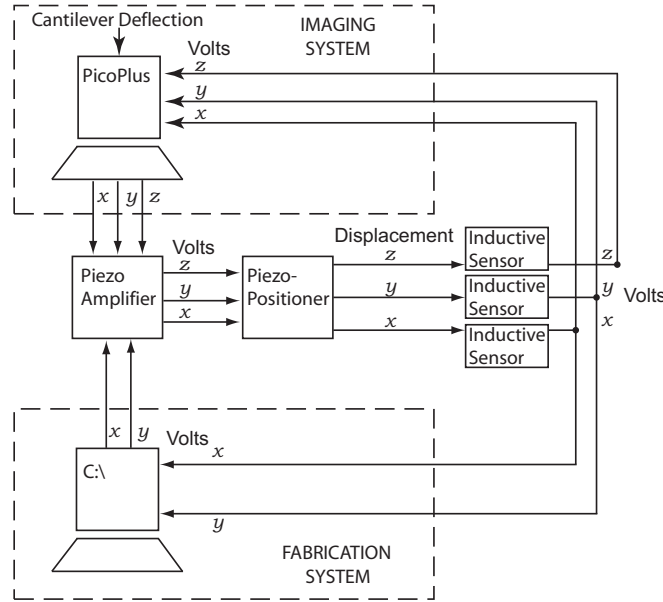 Cantilever Deflection
IMAGING
SYSTEM
PicoPlus
Volts
z
y
x
x y z
Piezo
Amplifier
Volts
z
y
x
Piezo-
Positioner
Displacement
z
y
x
Inductive
Sensor
Inductive
Sensor
Inductive
Sensor
z
y
x
Volts
x y
Volts
x
y
C:\
FABRICATION
SYSTEM